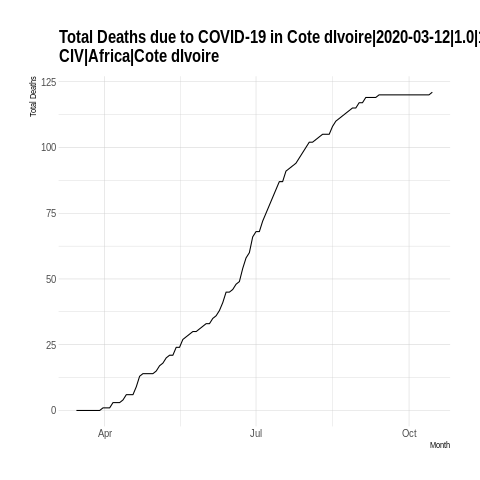 Total Deaths due to COVID-19 in Cote dIvoire|2020-03-12|1.0|
CIV|Africa|Cote dIvoire
Total Deaths
125
100
75
50
25
0
Apr
Jul
Oct
Month